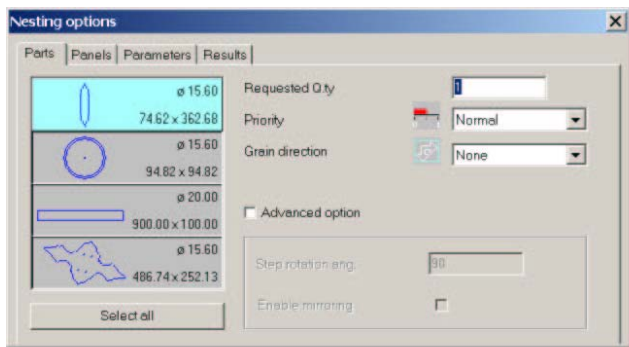 Nesting options
Parts Panels Parameters Results
ø 15.60
74.62 x 362.68
ø 15.60
94.82 x 94.82
ø 20.00
900.00 x 100.00
ø 15.60
486.74 x 252.13
Select all
Requested Q.ty 1
Priority Normal
Grain direction None
Advanced option
Step rotation ang. 90
Enable mirroring